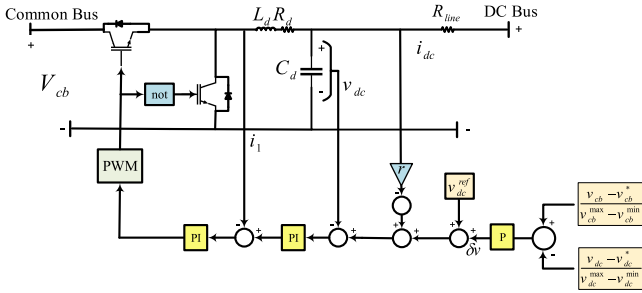 Common Bus
L_d R_d
R_line
DC Bus
+
+
+
i_dc
C_d
v_dc
V_cb
not
-
-
-
-
i_1
PWM
r
v_dc^ref
v_cb - v_cb^*
v_cb^max - v_cb^min
-
+
+
+
-
+
-
+
+
+
+
PI
PI
P
δv
-
v_dc - v_dc^*
v_dc^max - v_dc^min